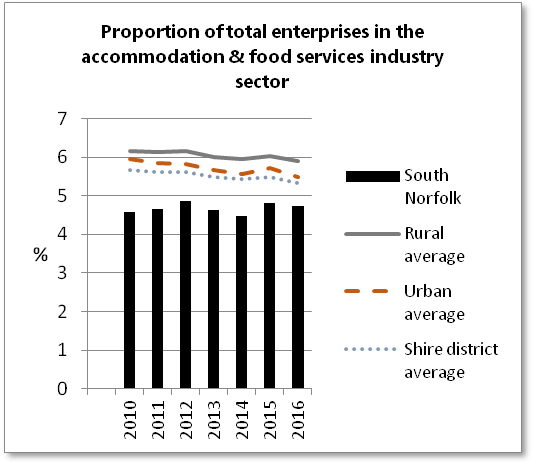 Proportion of total enterprises in the
accommodation & food services industry
sector
7
6
5
4
3
2
1
0
%
2010
2011
2012
2013
2014
2015
2016
South
Norfolk
Rural
average
Urban
average
Shire district
average